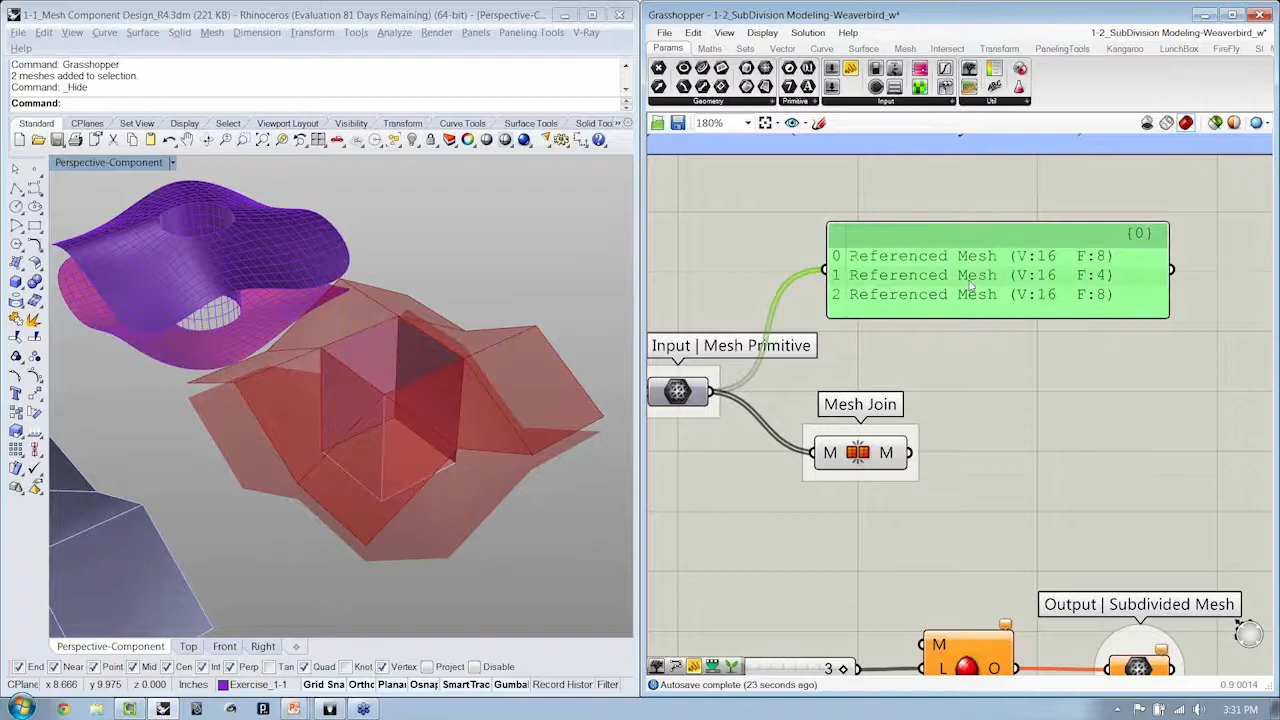 1-1_Mesh Component Design_R4.3dm (221 KB) - Rhinoceros (Evaluation 81 Days Remaining) (64-bit) - [Perspective-C...
File Edit View Curve Surface Solid Mesh Dimension Transform Tools Analyze Render Panels Paneling Tools V-Ray
Help
Command: Grasshopper
2 meshes added to selection.
Command: _Hide
Command:
Standard CPlanes Set View Display Select Viewport Layout Visibility Transform Curve Tools Surface Tools Solid Too
Perspective-Component
Perspective-Component Top Front Right
End Near Point Mid Cen Int Perp Tan Quad Knot Vertex Project Disable
CPlane x 8.666 y 9.975 z 0.000 Inches Exercise_1-1 Grid Sna Ortho Planar Osnap SmartTrac Gumba Record Histor Filter
Grasshopper - 1-2_SubDivision Modeling-Weaverbird_w*
File Edit View Display Solution Help
1-2_SubDivision Modeling-Weaverbird_w*
Params Maths Sets Vector Curve Surface Mesh Intersect Transform PanelingTools Kangaroo LunchBox FireFly
Geometry Primitive Input Util
180%
{0}
0 Referenced Mesh (V:16 F:8)
1 Referenced Mesh (V:16 F:4)
2 Referenced Mesh (V:16 F:8)
Input | Mesh Primitive
Mesh Join
M M
Output | Subdivided Mesh
M
L O
3
Autosave complete (23 seconds ago)
0.9.0014
3:31 PM